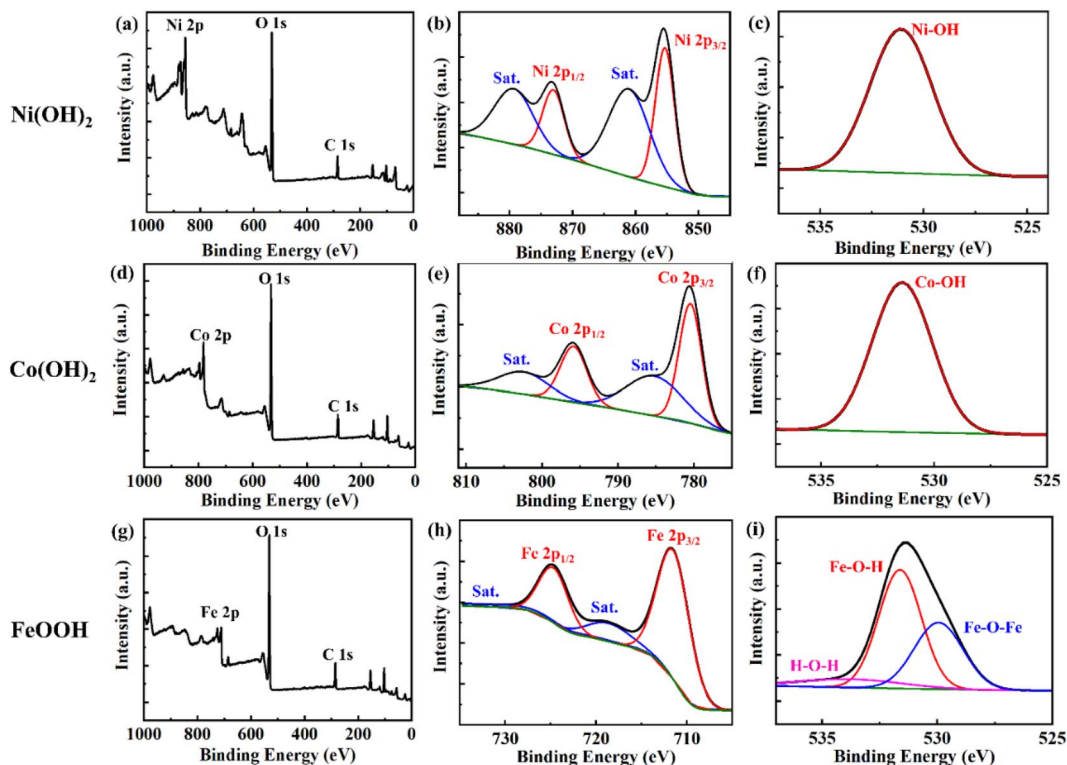 (a)
Ni 2p
O 1s
C 1s
Intensity (a.u.)
1000 800 600 400 200 0
Binding Energy (eV)
(b)
Sat.
Ni 2p1/2
Sat.
Ni 2p3/2
Intensity (a.u.)
880 870 860 850
Binding Energy (eV)
(c)
Ni-OH
Intensity (a.u.)
535 530 525
Binding Energy (eV)
Ni(OH)2
(d)
O 1s
Co 2p
C 1s
Intensity (a.u.)
1000 800 600 400 200 0
Binding Energy (eV)
(e)
Co 2p3/2
Co 2p1/2
Sat.
Sat.
Intensity (a.u.)
810 800 790 780
Binding Energy (eV)
(f)
Co-OH
Intensity (a.u.)
535 530 525
Binding Energy (eV)
Co(OH)2
(g)
O 1s
Fe 2p
C 1s
Intensity (a.u.)
1000 800 600 400 200 0
Binding Energy (eV)
(h)
Fe 2p3/2
Fe 2p1/2
Sat.
Sat.
Intensity (a.u.)
730 720 710
Binding Energy (eV)
(i)
Fe-O-H
Fe-O-Fe
H-O-H
Intensity (a.u.)
535 530 525
Binding Energy (eV)
FeOOH